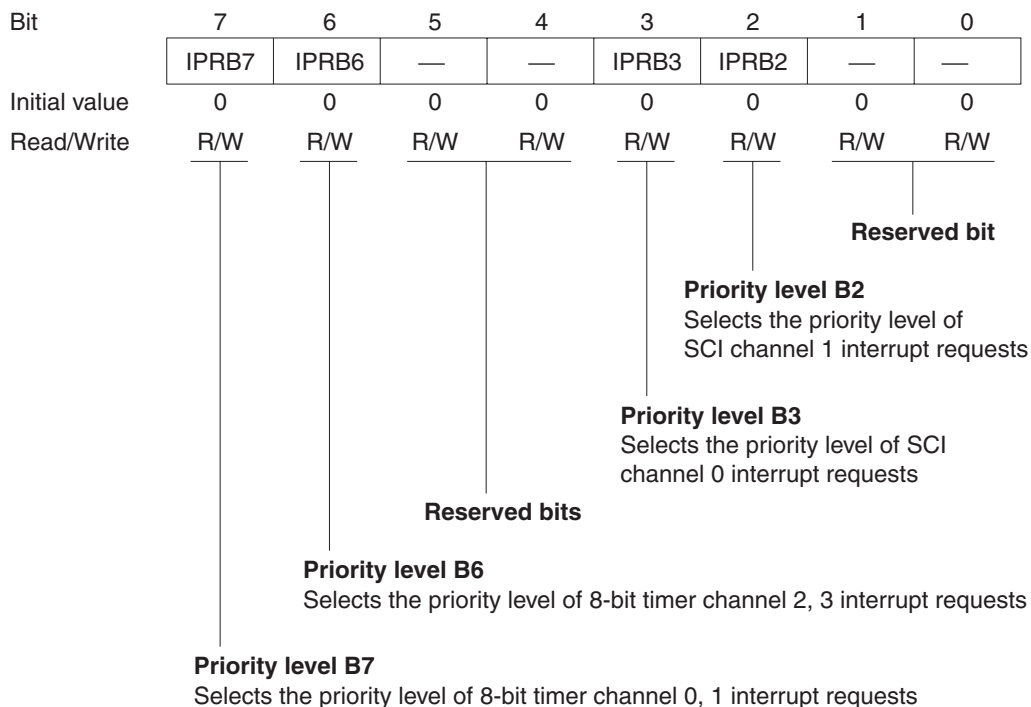 Bit 7 6 5 4 3 2 1 0
IPRB7 IPRB6 — — IPRB3 IPRB2 — —
Initial value 0 0 0 0 0 0 0 0
Read/Write R/W R/W R/W R/W R/W R/W R/W R/W
Reserved bit
Priority level B2
Selects the priority level of
SCI channel 1 interrupt requests
Priority level B3
Selects the priority level of SCI
channel 0 interrupt requests
Reserved bits
Priority level B6
Selects the priority level of 8-bit timer channel 2, 3 interrupt requests
Priority level B7
Selects the priority level of 8-bit timer channel 0, 1 interrupt requests